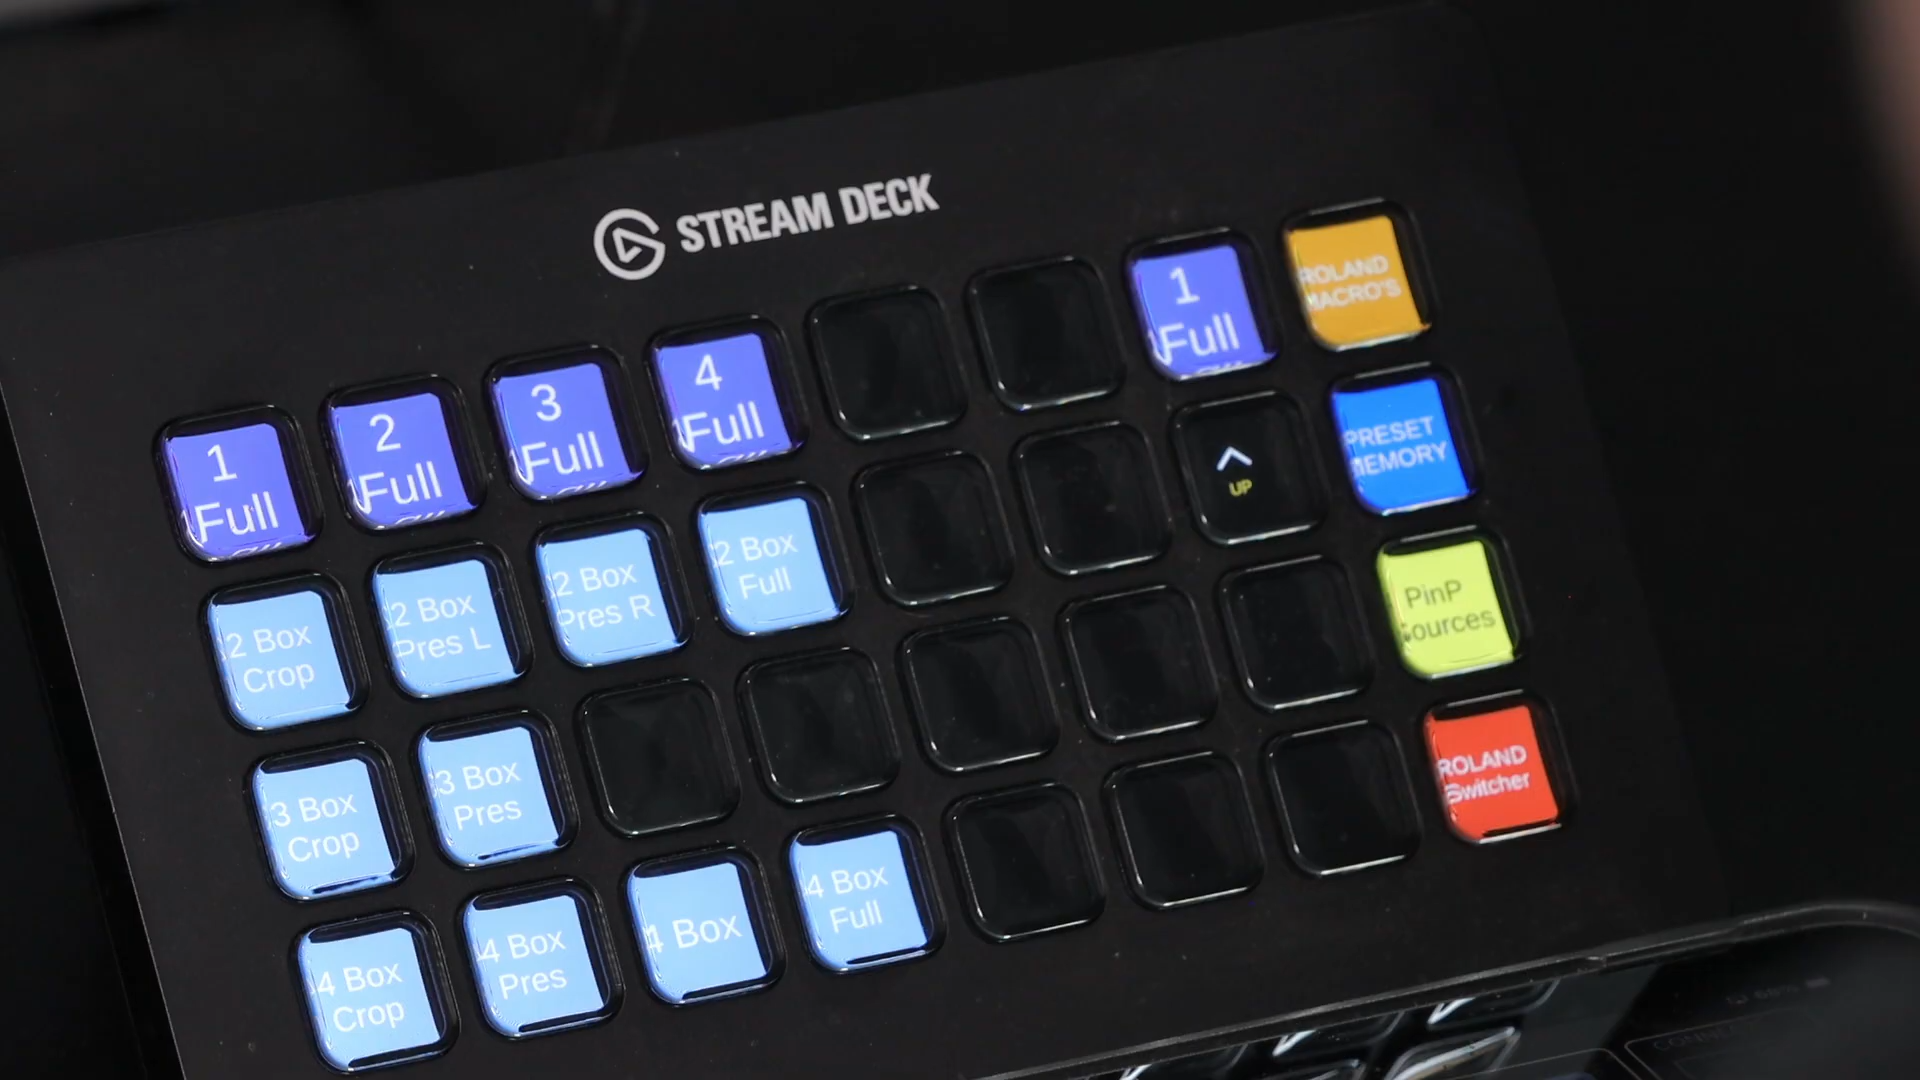 STREAM DECK
1
Full
2
Full
3
Full
4
Full
1
Full
ROLAND
MACRO'S
2 Box
Crop
2 Box
Pres L
2 Box
Pres R
2 Box
Full
UP
PRESET
MEMORY
3 Box
Crop
3 Box
Pres
PinP
Sources
4 Box
Crop
4 Box
Pres
4 Box
4 Box
Full
ROLAND
Switcher